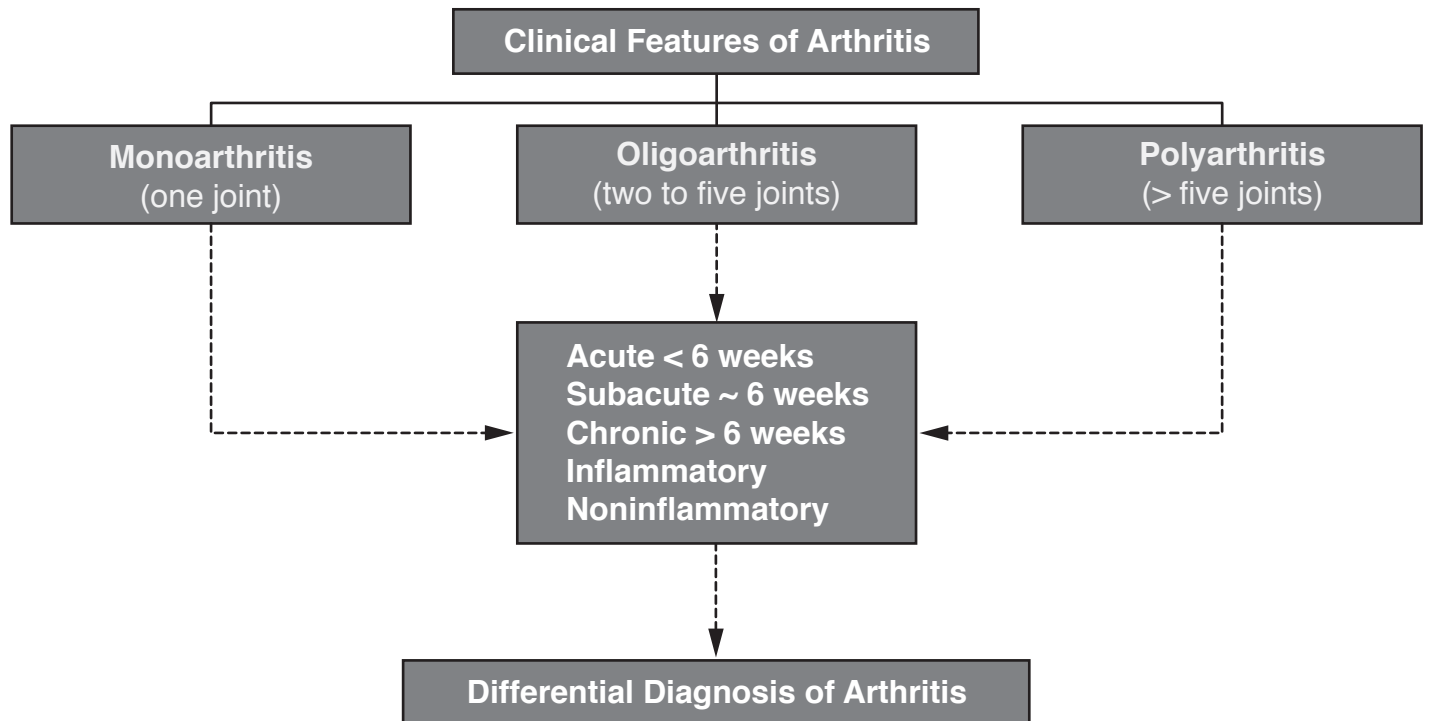 Clinical Features of Arthritis
Monoarthritis
(one joint)
Oligoarthritis
(two to five joints)
Polyarthritis
(> five joints)
Acute < 6 weeks
Subacute ~ 6 weeks
Chronic > 6 weeks
Inflammatory
Noninflammatory
Differential Diagnosis of Arthritis